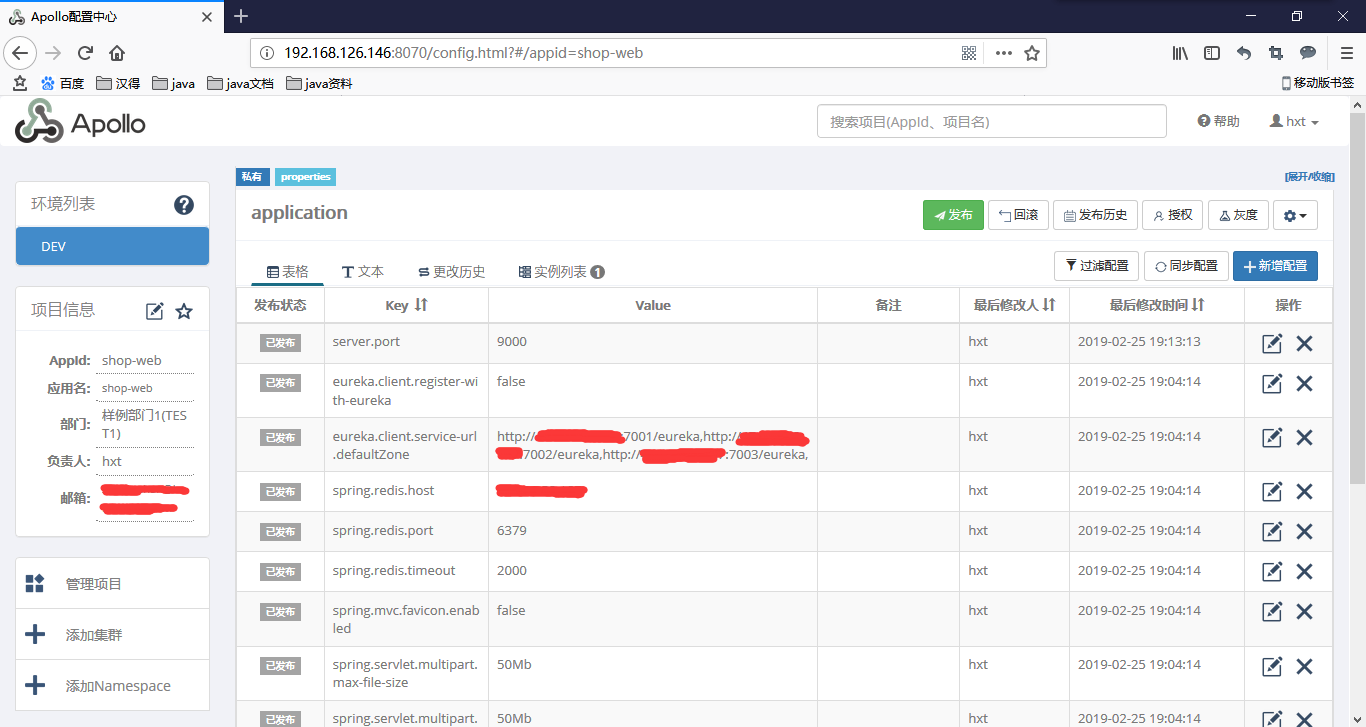 Apollo配置中心
192.168.126.146:8070/config.html?#/appid=shop-web
百度 汉得 java java文档 java资料 移动版书签
Apollo 搜索项目(AppId、项目名) 帮助 hxt
私有 properties [展开/收缩]
环境列表
DEV
项目信息
AppId: shop-web
应用名: shop-web
部门: 样例部门1(TES
T1)
负责人: hxt
邮箱:
管理项目
添加集群
添加Namespace
application 发布 回滚 发布历史 授权 灰度
表格 文本 更改历史 实例列表 1 过滤配置 同步配置 新增配置
发布状态 Key Value 备注 最后修改人 最后修改时间 操作
已发布 server.port 9000 hxt 2019-02-25 19:13:13
已发布 eureka.client.register-wi false hxt 2019-02-25 19:04:14
th-eureka
已发布 eureka.client.service-url http:// 7001/eureka,http:// hxt 2019-02-25 19:04:14
.defaultZone 7002/eureka,http:// :7003/eureka,
已发布 spring.redis.host hxt 2019-02-25 19:04:14
已发布 spring.redis.port 6379 hxt 2019-02-25 19:04:14
已发布 spring.redis.timeout 2000 hxt 2019-02-25 19:04:14
已发布 spring.mvc.favicon.enab false hxt 2019-02-25 19:04:14
led
已发布 spring.servlet.multipart. 50Mb hxt 2019-02-25 19:04:14
max-file-size
已发布 spring.servlet.multipart. 50Mb hxt 2019-02-25 19:04:14